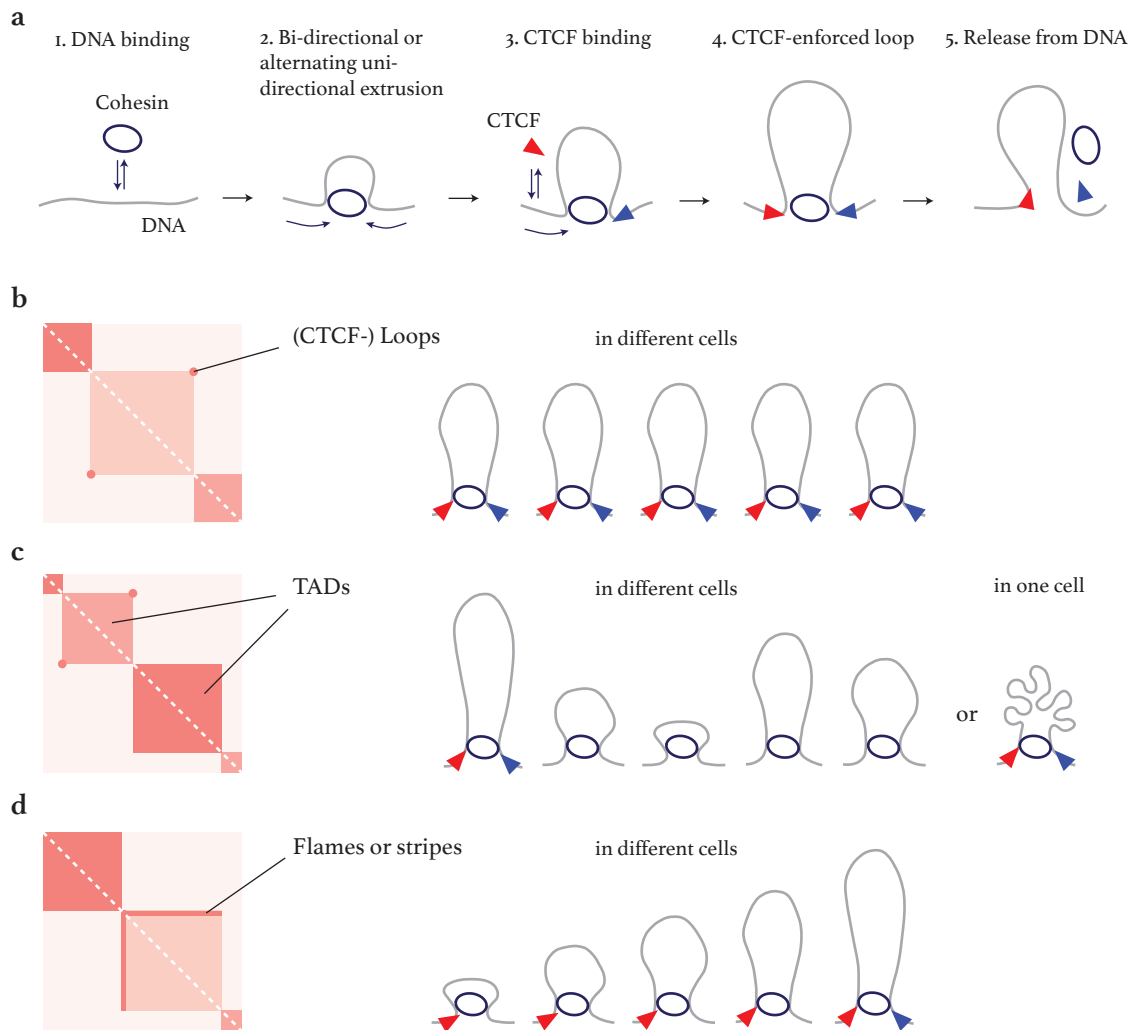 a
1. DNA binding
2. Bi-directional or
alternating uni-
directional extrusion
3. CTCF binding
4. CTCF-enforced loop
5. Release from DNA
Cohesin
DNA
CTCF
b
(CTCF-) Loops
in different cells
c
TADs
in different cells
in one cell
or
d
Flames or stripes
in different cells